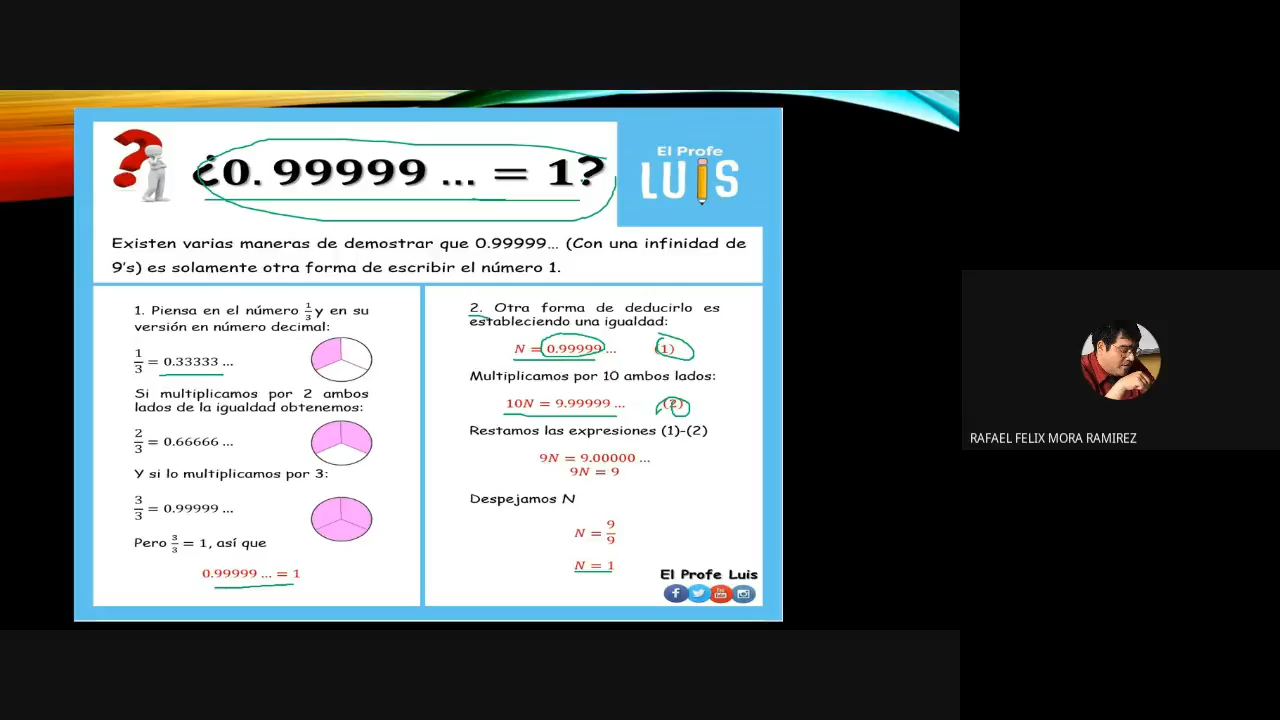 ¿0.99999 ... = 1?
El Profe
LUIS
Existen varias maneras de demostrar que 0.99999... (Con una infinidad de
9's) es solamente otra forma de escribir el número 1.
1. Piensa en el número 1/3 y en su
versión en número decimal:
1/3 = 0.33333 ...
Si multiplicamos por 2 ambos
lados de la igualdad obtenemos:
2/3 = 0.66666 ...
Y si lo multiplicamos por 3:
3/3 = 0.99999 ...
Pero 3/3 = 1, así que
0.99999 ... = 1
2. Otra forma de deducirlo es
estableciendo una igualdad:
N = 0.99999 ... (1)
Multiplicamos por 10 ambos lados:
10N = 9.99999 ... (2)
Restamos las expresiones (1)-(2)
9N = 9.00000 ...
9N = 9
Despejamos N
N = 9/9
N = 1
El Profe Luis
RAFAEL FELIX MORA RAMIREZ